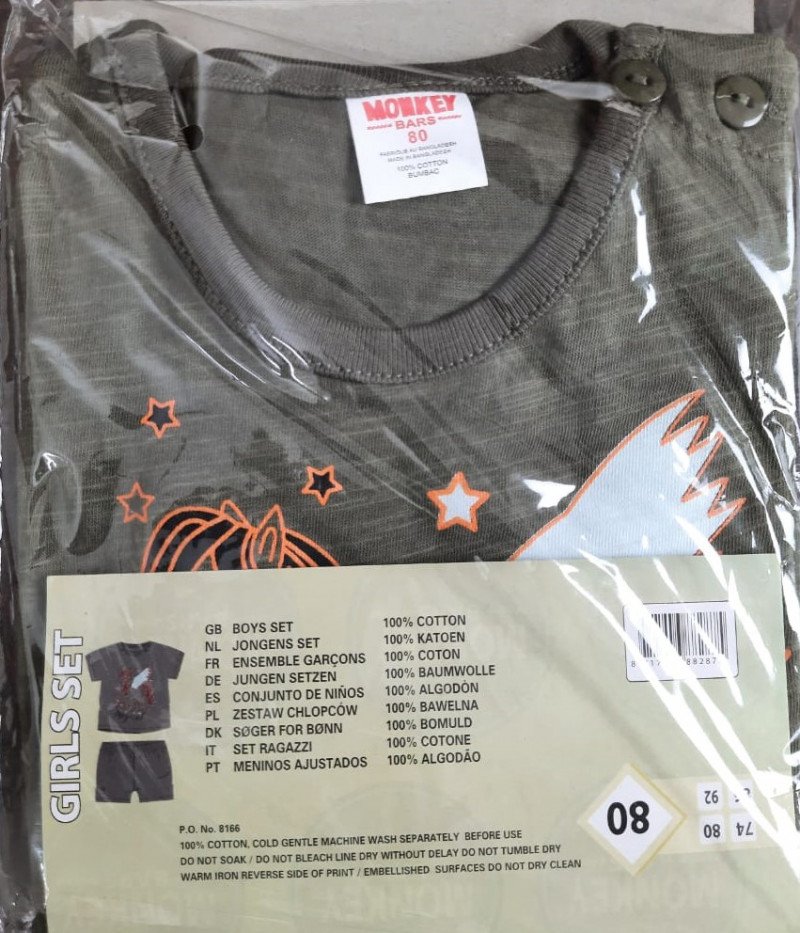 MONKEY
BARS
80
FABRIQUE AU BANGLADESH
MADE IN BANGLADESH
100% COTTON
BUMBAC
GIRLS SET
GB BOYS SET 100% COTTON
NL JONGENS SET 100% KATOEN
FR ENSEMBLE GARÇONS 100% COTON
DE JUNGEN SETZEN 100% BAUMWOLLE
ES CONJUNTO DE NIÑOS 100% ALGODÓN
PL ZESTAW CHLOPCÓW 100% BAWELNA
DK SØGER FOR BØNN 100% BOMULD
IT SET RAGAZZI 100% COTONE
PT MENINOS AJUSTADOS 100% ALGODÃO
88287
80
92
74
80
P.O. No. 8166
100% COTTON, COLD GENTLE MACHINE WASH SEPARATELY BEFORE USE
DO NOT SOAK / DO NOT BLEACH LINE DRY WITHOUT DELAY DO NOT TUMBLE DRY
WARM IRON REVERSE SIDE OF PRINT / EMBELLISHED SURFACES DO NOT DRY CLEAN
MONKEY